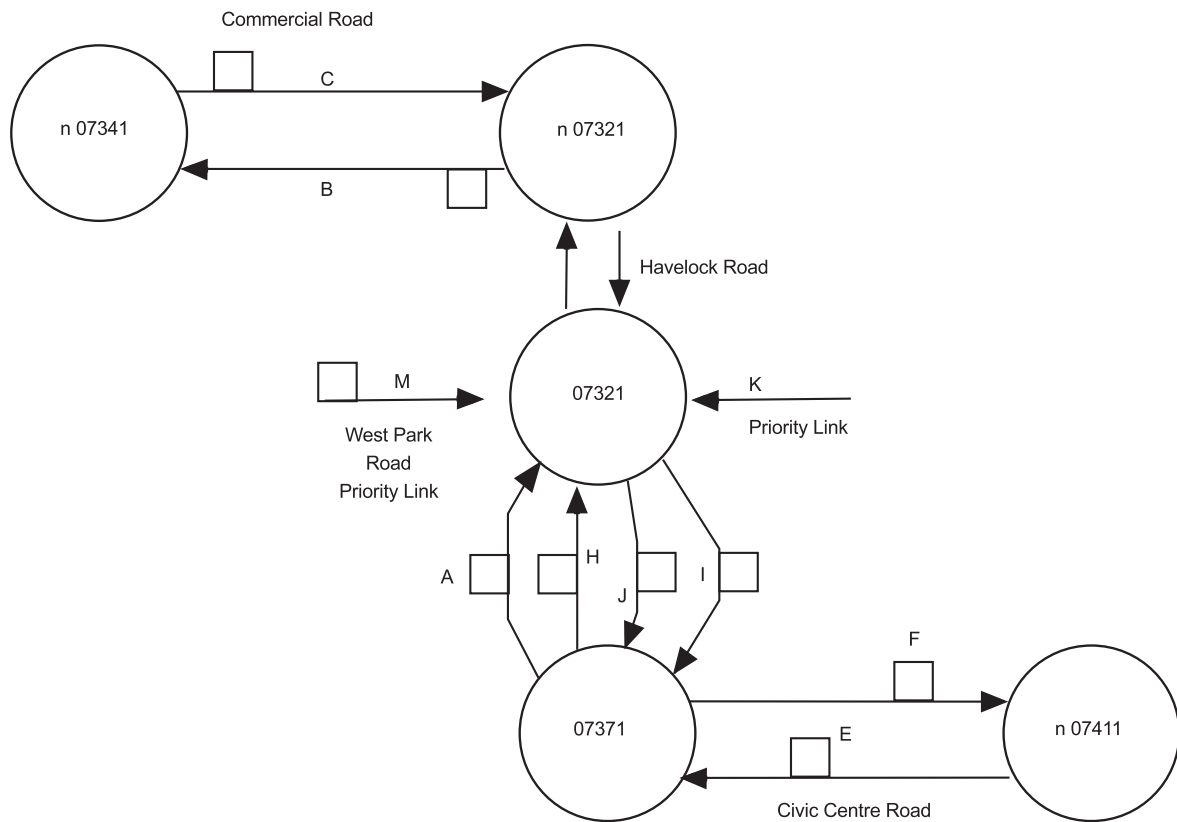 Commercial Road
C
n 07341
n 07321
B
Havelock Road
M
07321
K
West Park
Road
Priority Link
Priority Link
A
H
J
I
F
07371
n 07411
E
Civic Centre Road